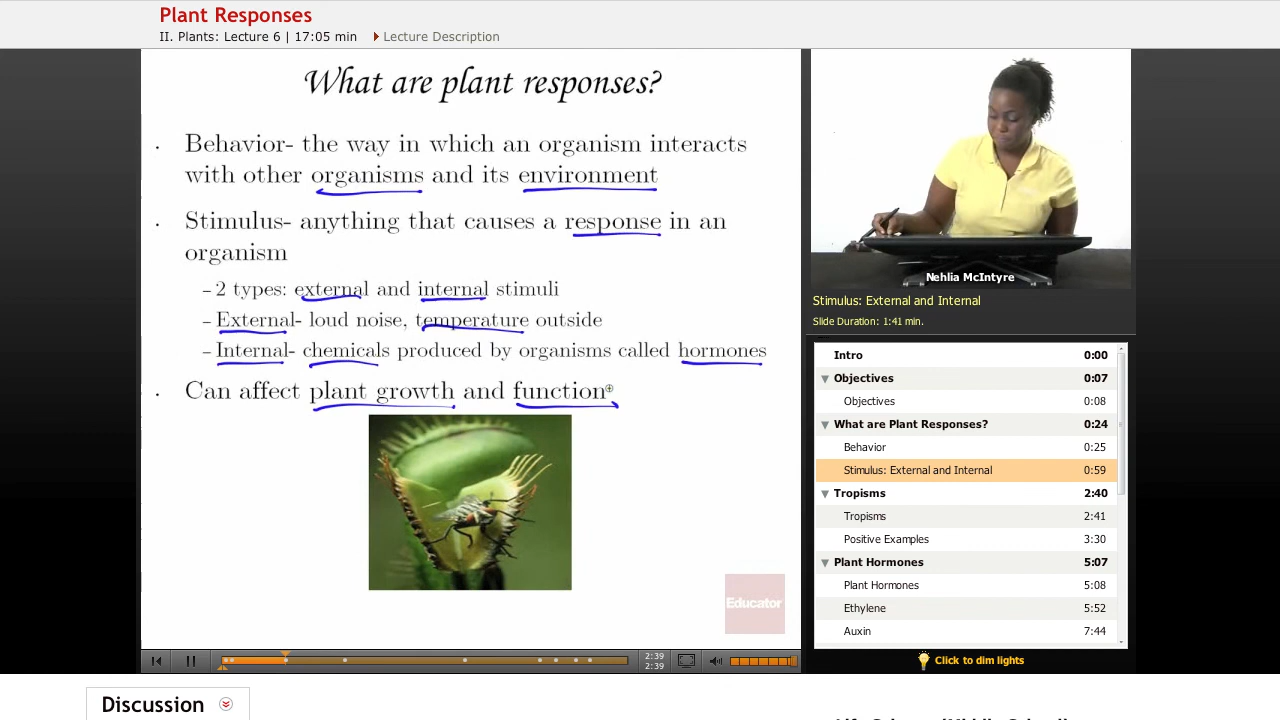 Plant Responses
II. Plants: Lecture 6 | 17:05 min
Lecture Description
What are plant responses?
Behavior- the way in which an organism interacts
with other organisms and its environment
Stimulus- anything that causes a response in an
organism
– 2 types: external and internal stimuli
– External- loud noise, temperature outside
– Internal- chemicals produced by organisms called hormones
Can affect plant growth and function
Educator
2:39
2:39
Nehlia McIntyre
Stimulus: External and Internal
Slide Duration: 1:41 min.
Intro 0:00
Objectives 0:07
Objectives 0:08
What are Plant Responses? 0:24
Behavior 0:25
Stimulus: External and Internal 0:59
Tropisms 2:40
Tropisms 2:41
Positive Examples 3:30
Plant Hormones 5:07
Plant Hormones 5:08
Ethylene 5:52
Auxin 7:44
Click to dim lights
Discussion